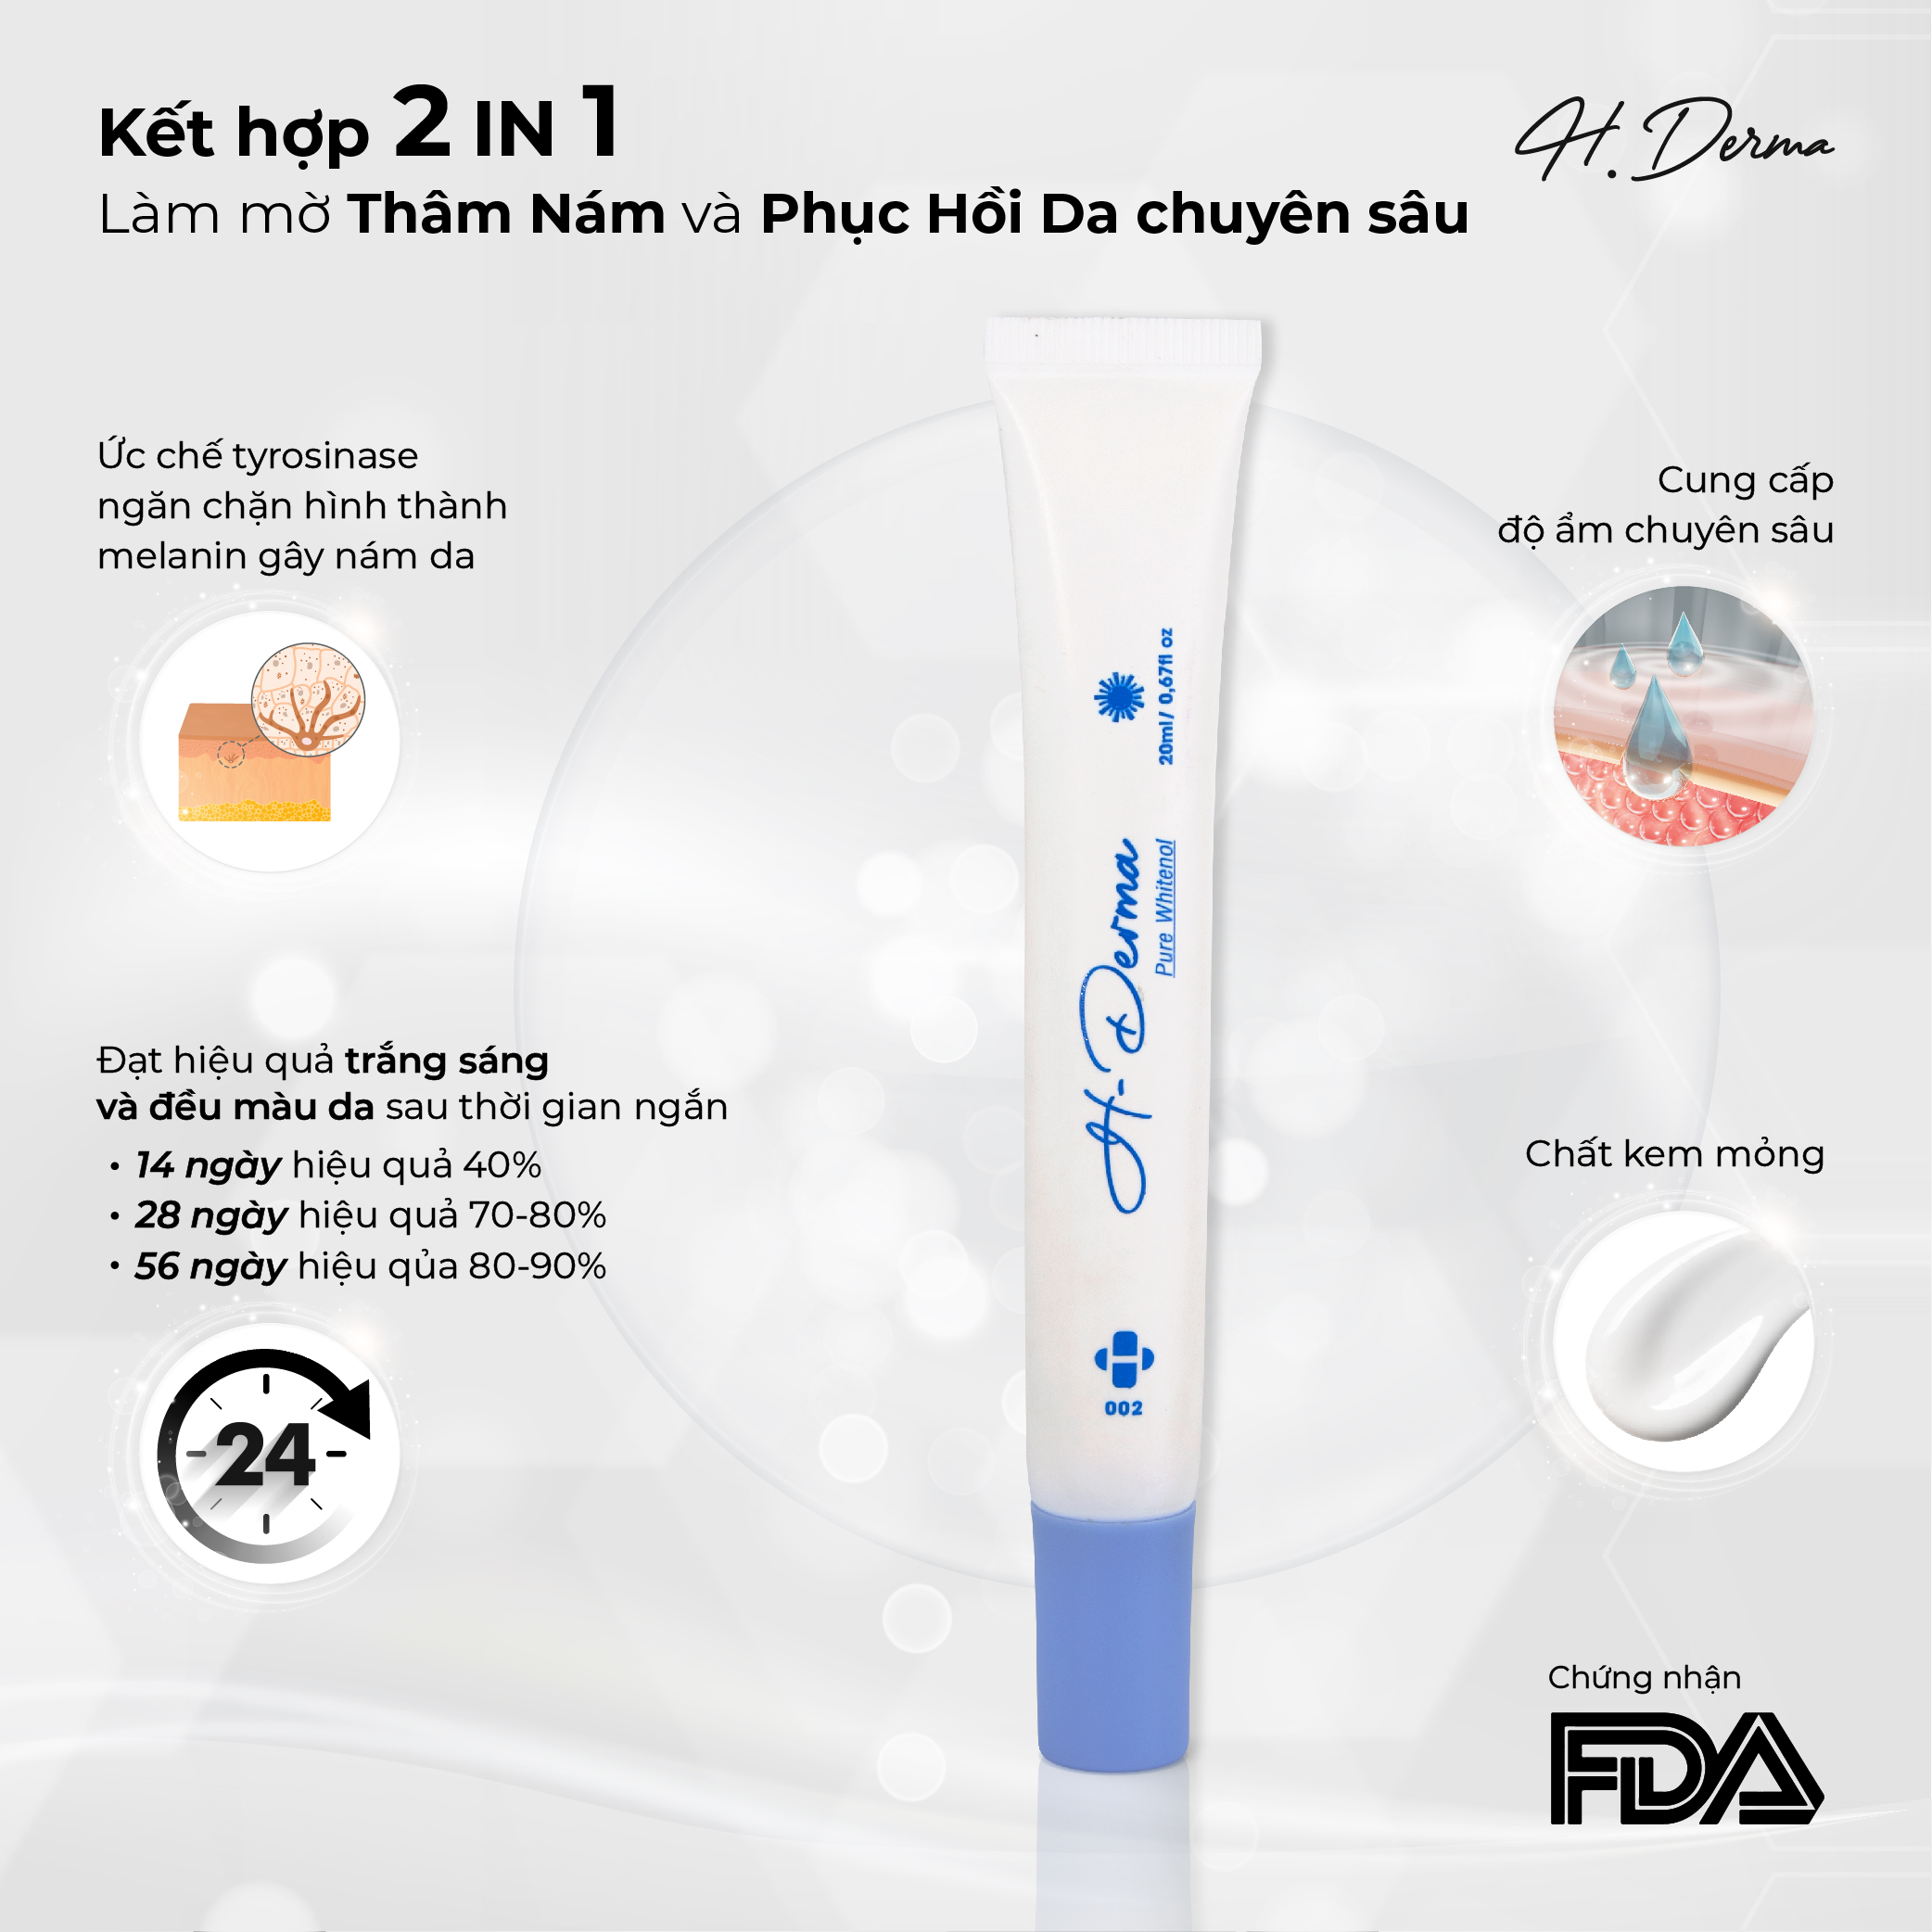 Kết hợp 2 IN 1
Làm mờ Thâm Nám và Phục Hồi Da chuyên sâu
H. Derma
Ức chế tyrosinase
ngăn chặn hình thành
melanin gây nám da
Cung cấp
độ ẩm chuyên sâu
20ml/ 0,67fl oz
H-Derma
Pure Whitenol
002
Đạt hiệu quả trắng sáng
và đều màu da sau thời gian ngắn
• 14 ngày hiệu quả 40%
• 28 ngày hiệu quả 70-80%
• 56 ngày hiệu qủa 80-90%
24
Chất kem mỏng
Chứng nhận
FDA